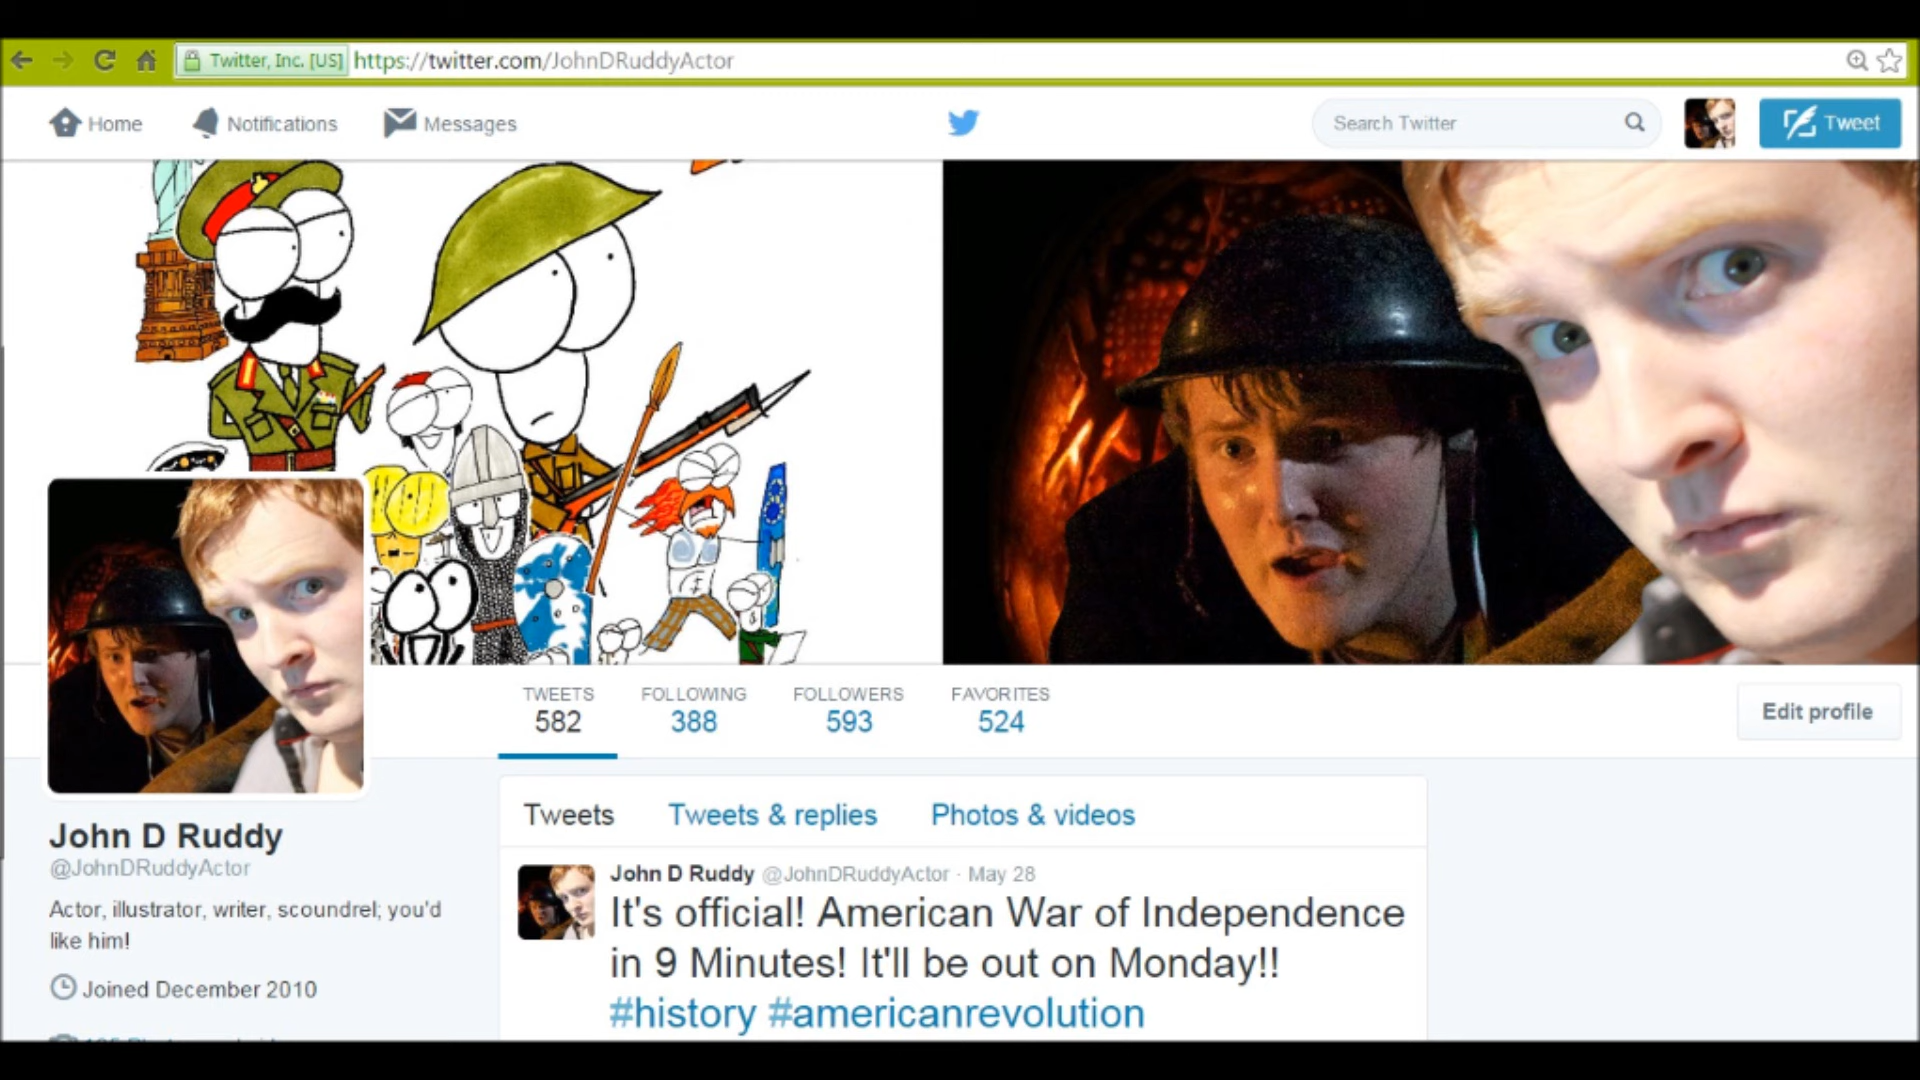 Twitter, Inc. [US] https://twitter.com/JohnDRuddyActor
Home Notifications Messages Search Twitter Tweet
TWEETS FOLLOWING FOLLOWERS FAVORITES
582 388 593 524
Edit profile
Tweets Tweets & replies Photos & videos
John D Ruddy
@JohnDRuddyActor
Actor, illustrator, writer, scoundrel; you'd
like him!
Joined December 2010
John D Ruddy @JohnDRuddyActor · May 28
It's official! American War of Independence
in 9 Minutes! It'll be out on Monday!!
#history #americanrevolution